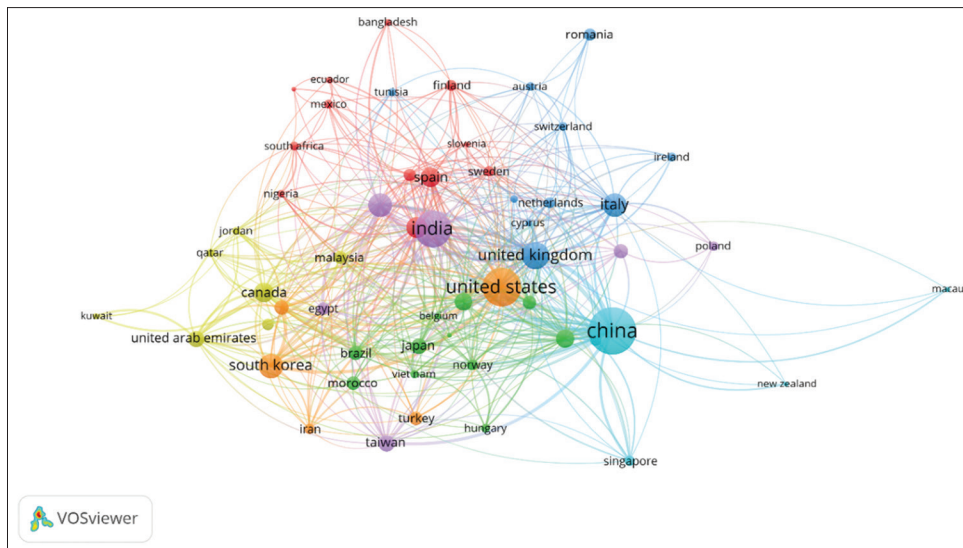 bangladesh
romania
ecuador
tunisia
finland
austria
mexico
switzerland
south africa
slovenia
ireland
spain
sweden
nigeria
netherlands
italy
cyprus
india
jordan
poland
qatar
malaysia
united kingdom
canada
united states
macau
kuwait
egypt
belgium
united arab emirates
china
brazil
japan
south korea
norway
morocco
viet nam
new zealand
turkey
iran
hungary
taiwan
singapore
VOSviewer